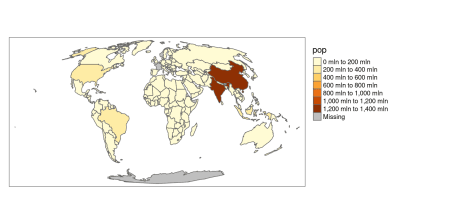 pop
0 mln to 200 mln
200 mln to 400 mln
400 mln to 600 mln
600 mln to 800 mln
800 mln to 1,000 mln
1,000 mln to 1,200 mln
1,200 mln to 1,400 mln
Missing